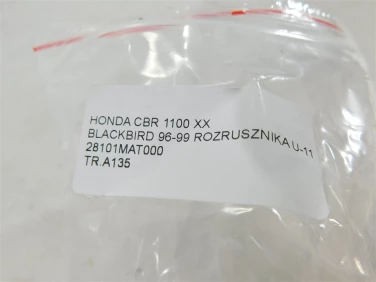 HONDA CBR 1100 XX
BLACKBIRD 96-99 ROZRUSZNIKA U-11
28101MAT000
TR.A135